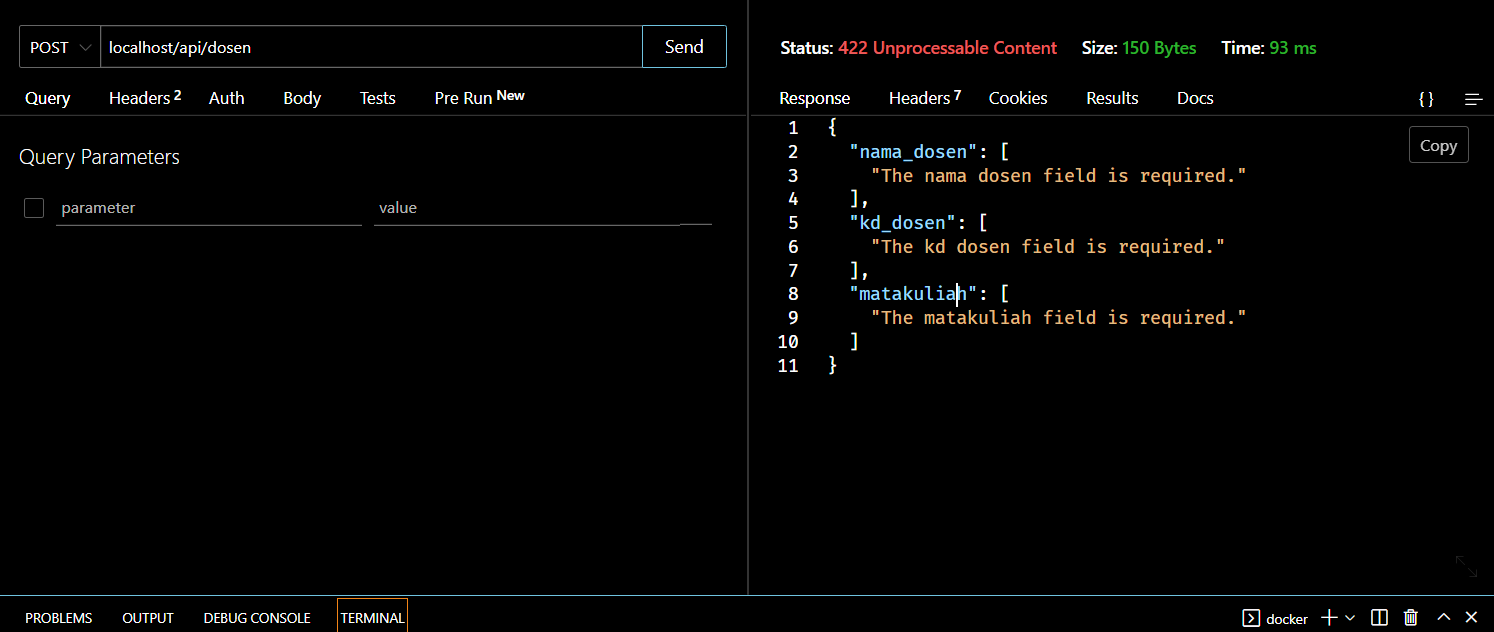 POST localhost/api/dosen Send
Query Headers 2 Auth Body Tests Pre Run New
Query Parameters
parameter value
Status: 422 Unprocessable Content Size: 150 Bytes Time: 93 ms
Response Headers 7 Cookies Results Docs {}
Copy
1 {
2 "nama_dosen": [
3 "The nama dosen field is required."
4 ],
5 "kd_dosen": [
6 "The kd dosen field is required."
7 ],
8 "matakuliah": [
9 "The matakuliah field is required."
10 ]
11 }
PROBLEMS OUTPUT DEBUG CONSOLE TERMINAL docker